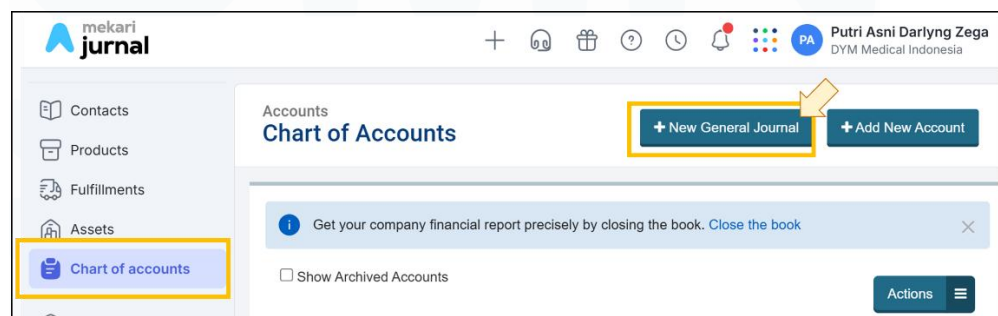 mekari
jurnal
PA
Putri Asni Darlyng Zega
DYM Medical Indonesia
Contacts
Products
Fulfillments
Assets
Chart of accounts
Accounts
Chart of Accounts
+ New General Journal
+ Add New Account
Get your company financial report precisely by closing the book. Close the book
Show Archived Accounts
Actions